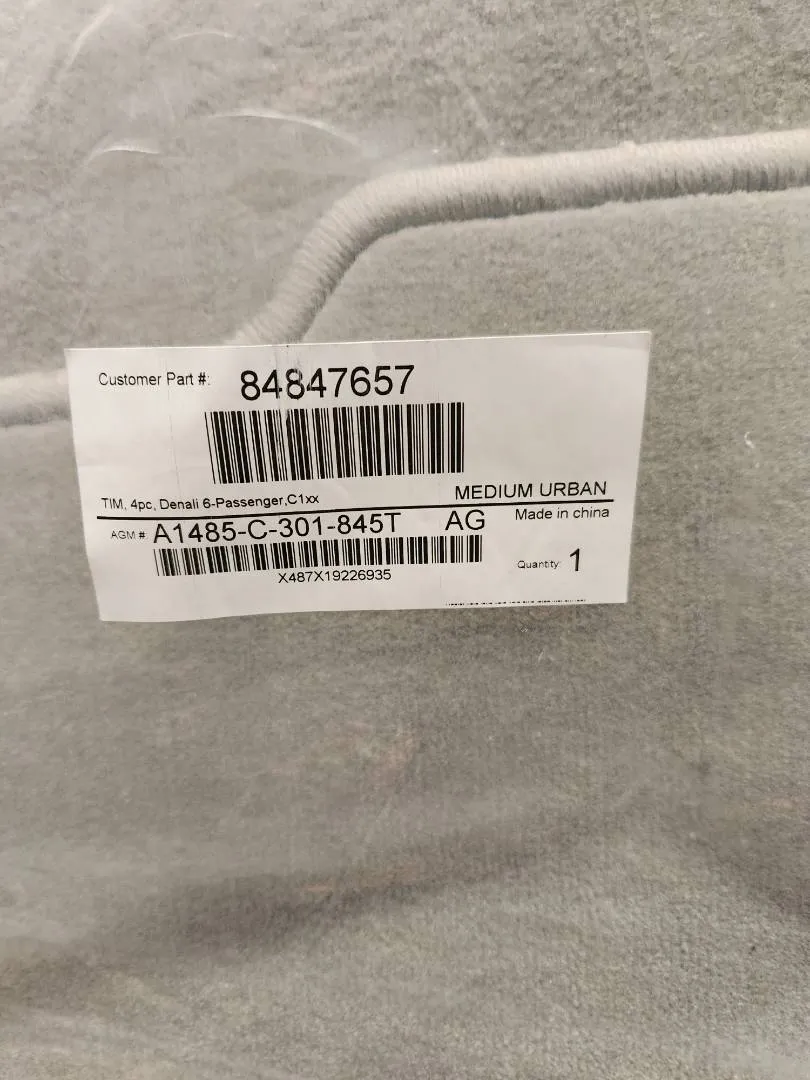 Customer Part #: 84847657
TIM, 4pc, Denali 6-Passenger,C1xx MEDIUM URBAN
AGM #: A1485-C-301-845T AG Made in china
X487X19226935 Quantity: 1